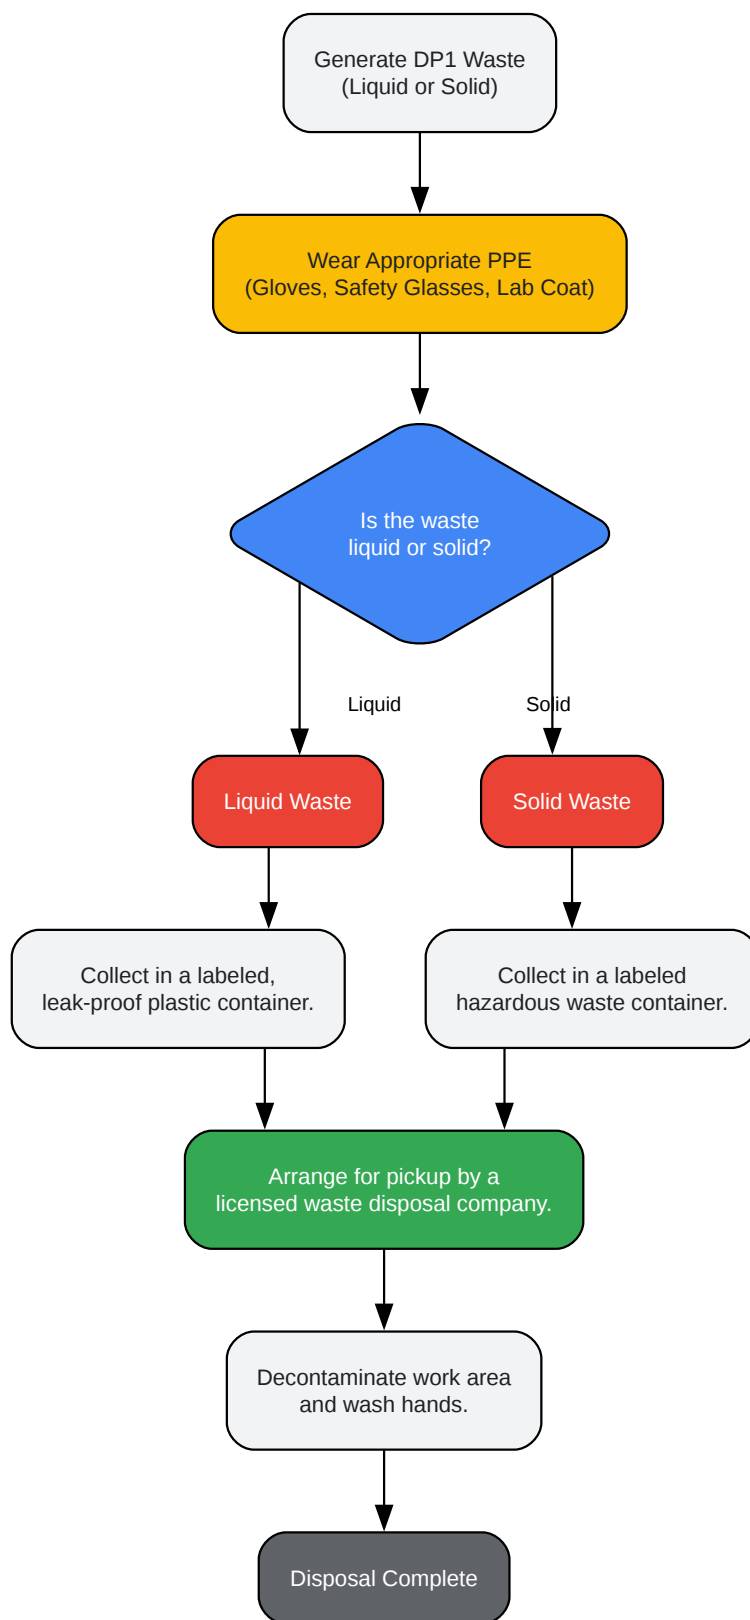 Generate DP1 Waste
(Liquid or Solid)
Wear Appropriate PPE
(Gloves, Safety Glasses, Lab Coat)
Is the waste
liquid or solid?
Liquid
Solid
Liquid Waste
Solid Waste
Collect in a labeled,
leak-proof plastic container.
Collect in a labeled
hazardous waste container.
Arrange for pickup by a
licensed waste disposal company.
Decontaminate work area
and wash hands.
Disposal Complete